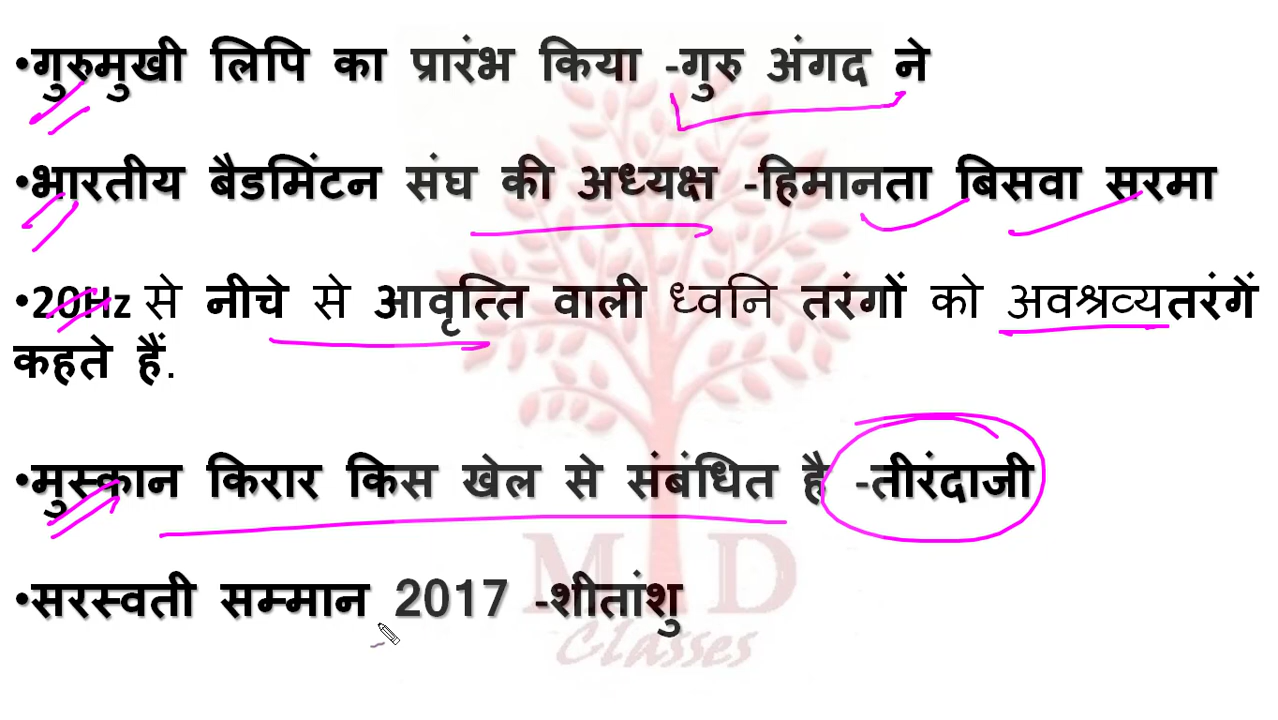 •गुरुमुखी लिपि का प्रारंभ किया -गुरु अंगद ने
•भारतीय बैडमिंटन संघ की अध्यक्ष -हिमानता बिसवा सरमा
•20Hz से नीचे से आवृत्ति वाली ध्वनि तरंगों को अवश्रव्यतरंगें
कहते हैं.
•मुस्कान किरार किस खेल से संबंधित है -तीरंदाजी
•सरस्वती सम्मान 2017 -शीतांशु
M D
Classes